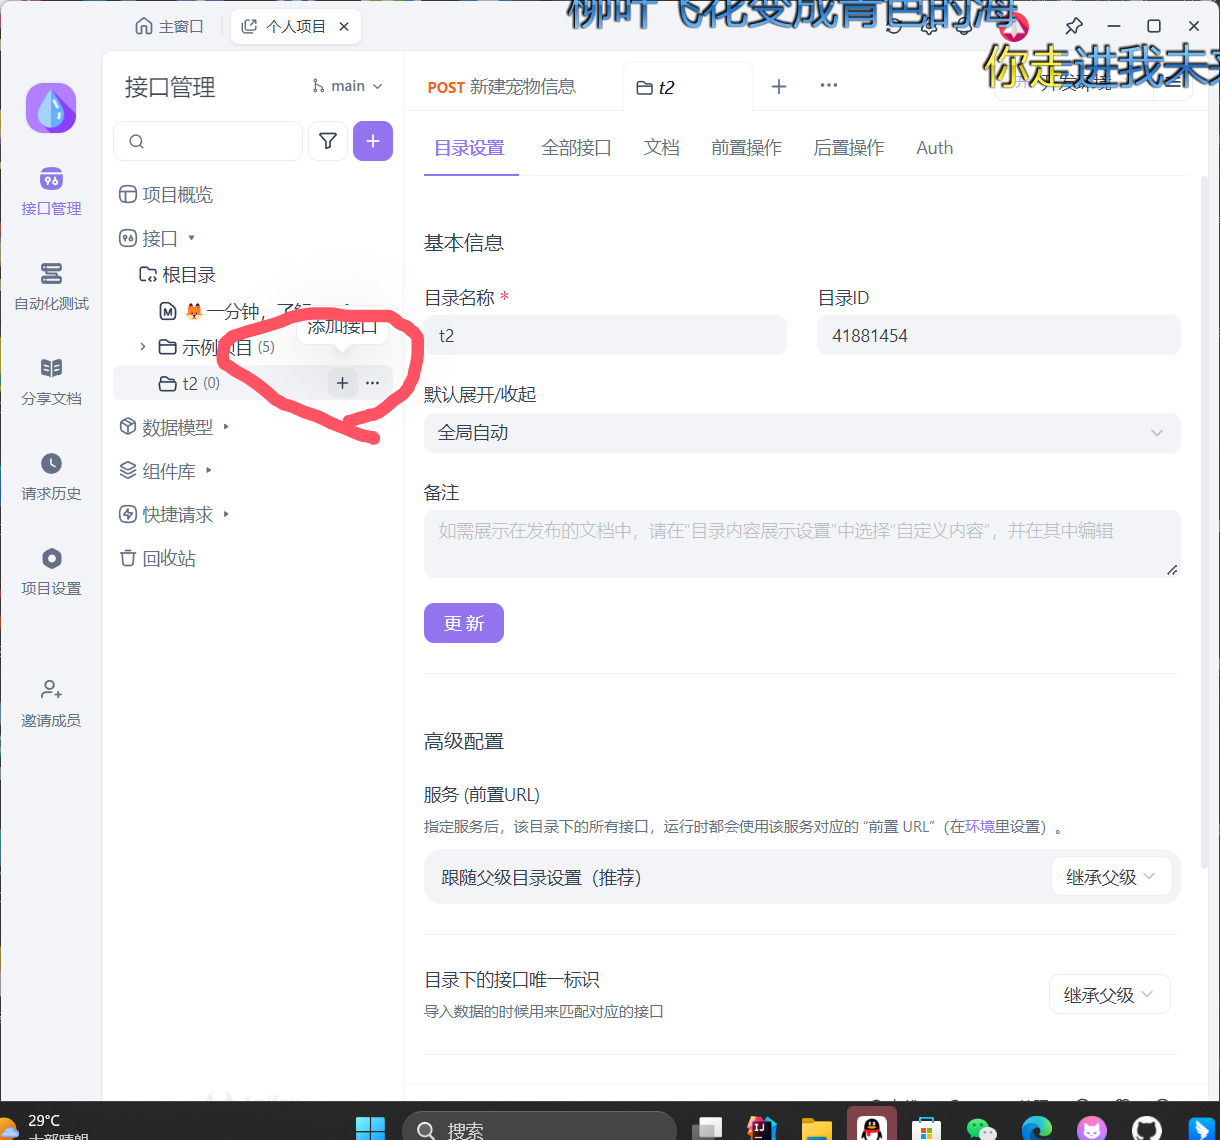 柳叶飞花变成青色的海
主窗口
个人项目
你走进我未来
接口管理
main
POST 新建宠物信息
t2
开发环境
目录设置
全部接口
文档
前置操作
后置操作
Auth
接口管理
自动化测试
分享文档
请求历史
项目设置
邀请成员
项目概览
接口
根目录
一分钟，了解
添加接口
示例项目 (5)
t2 (0)
数据模型
组件库
快捷请求
回收站
基本信息
目录名称 *
目录ID
t2
41881454
默认展开/收起
全局自动
备注
如需展示在发布的文档中，请在“目录内容展示设置”中选择“自定义内容”，并在其中编辑
更新
高级配置
服务 (前置URL)
指定服务后，该目录下的所有接口，运行时都会使用该服务对应的 “前置 URL”（在环境里设置）。
跟随父级目录设置（推荐）
继承父级
目录下的接口唯一标识
继承父级
导入数据的时候用来匹配对应的接口
29°C
大部晴朗
搜索